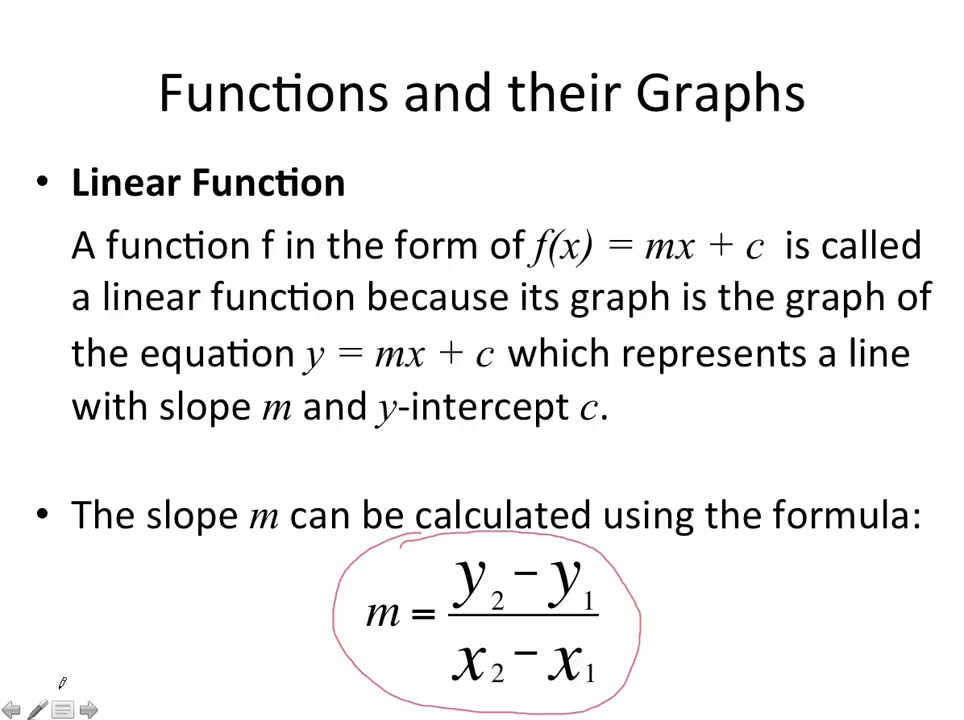 Functions and their Graphs
• Linear Function
A function f in the form of f(x) = mx + c is called
a linear function because its graph is the graph of
the equation y = mx + c which represents a line
with slope m and y-intercept c.
• The slope m can be calculated using the formula:
m = (y₂ − y₁) / (x₂ − x₁)